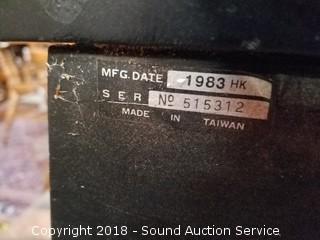 MFG. DATE 1983 HK
SER Nº 515312
MADE IN TAIWAN
Copyright 2018 - Sound Auction Service